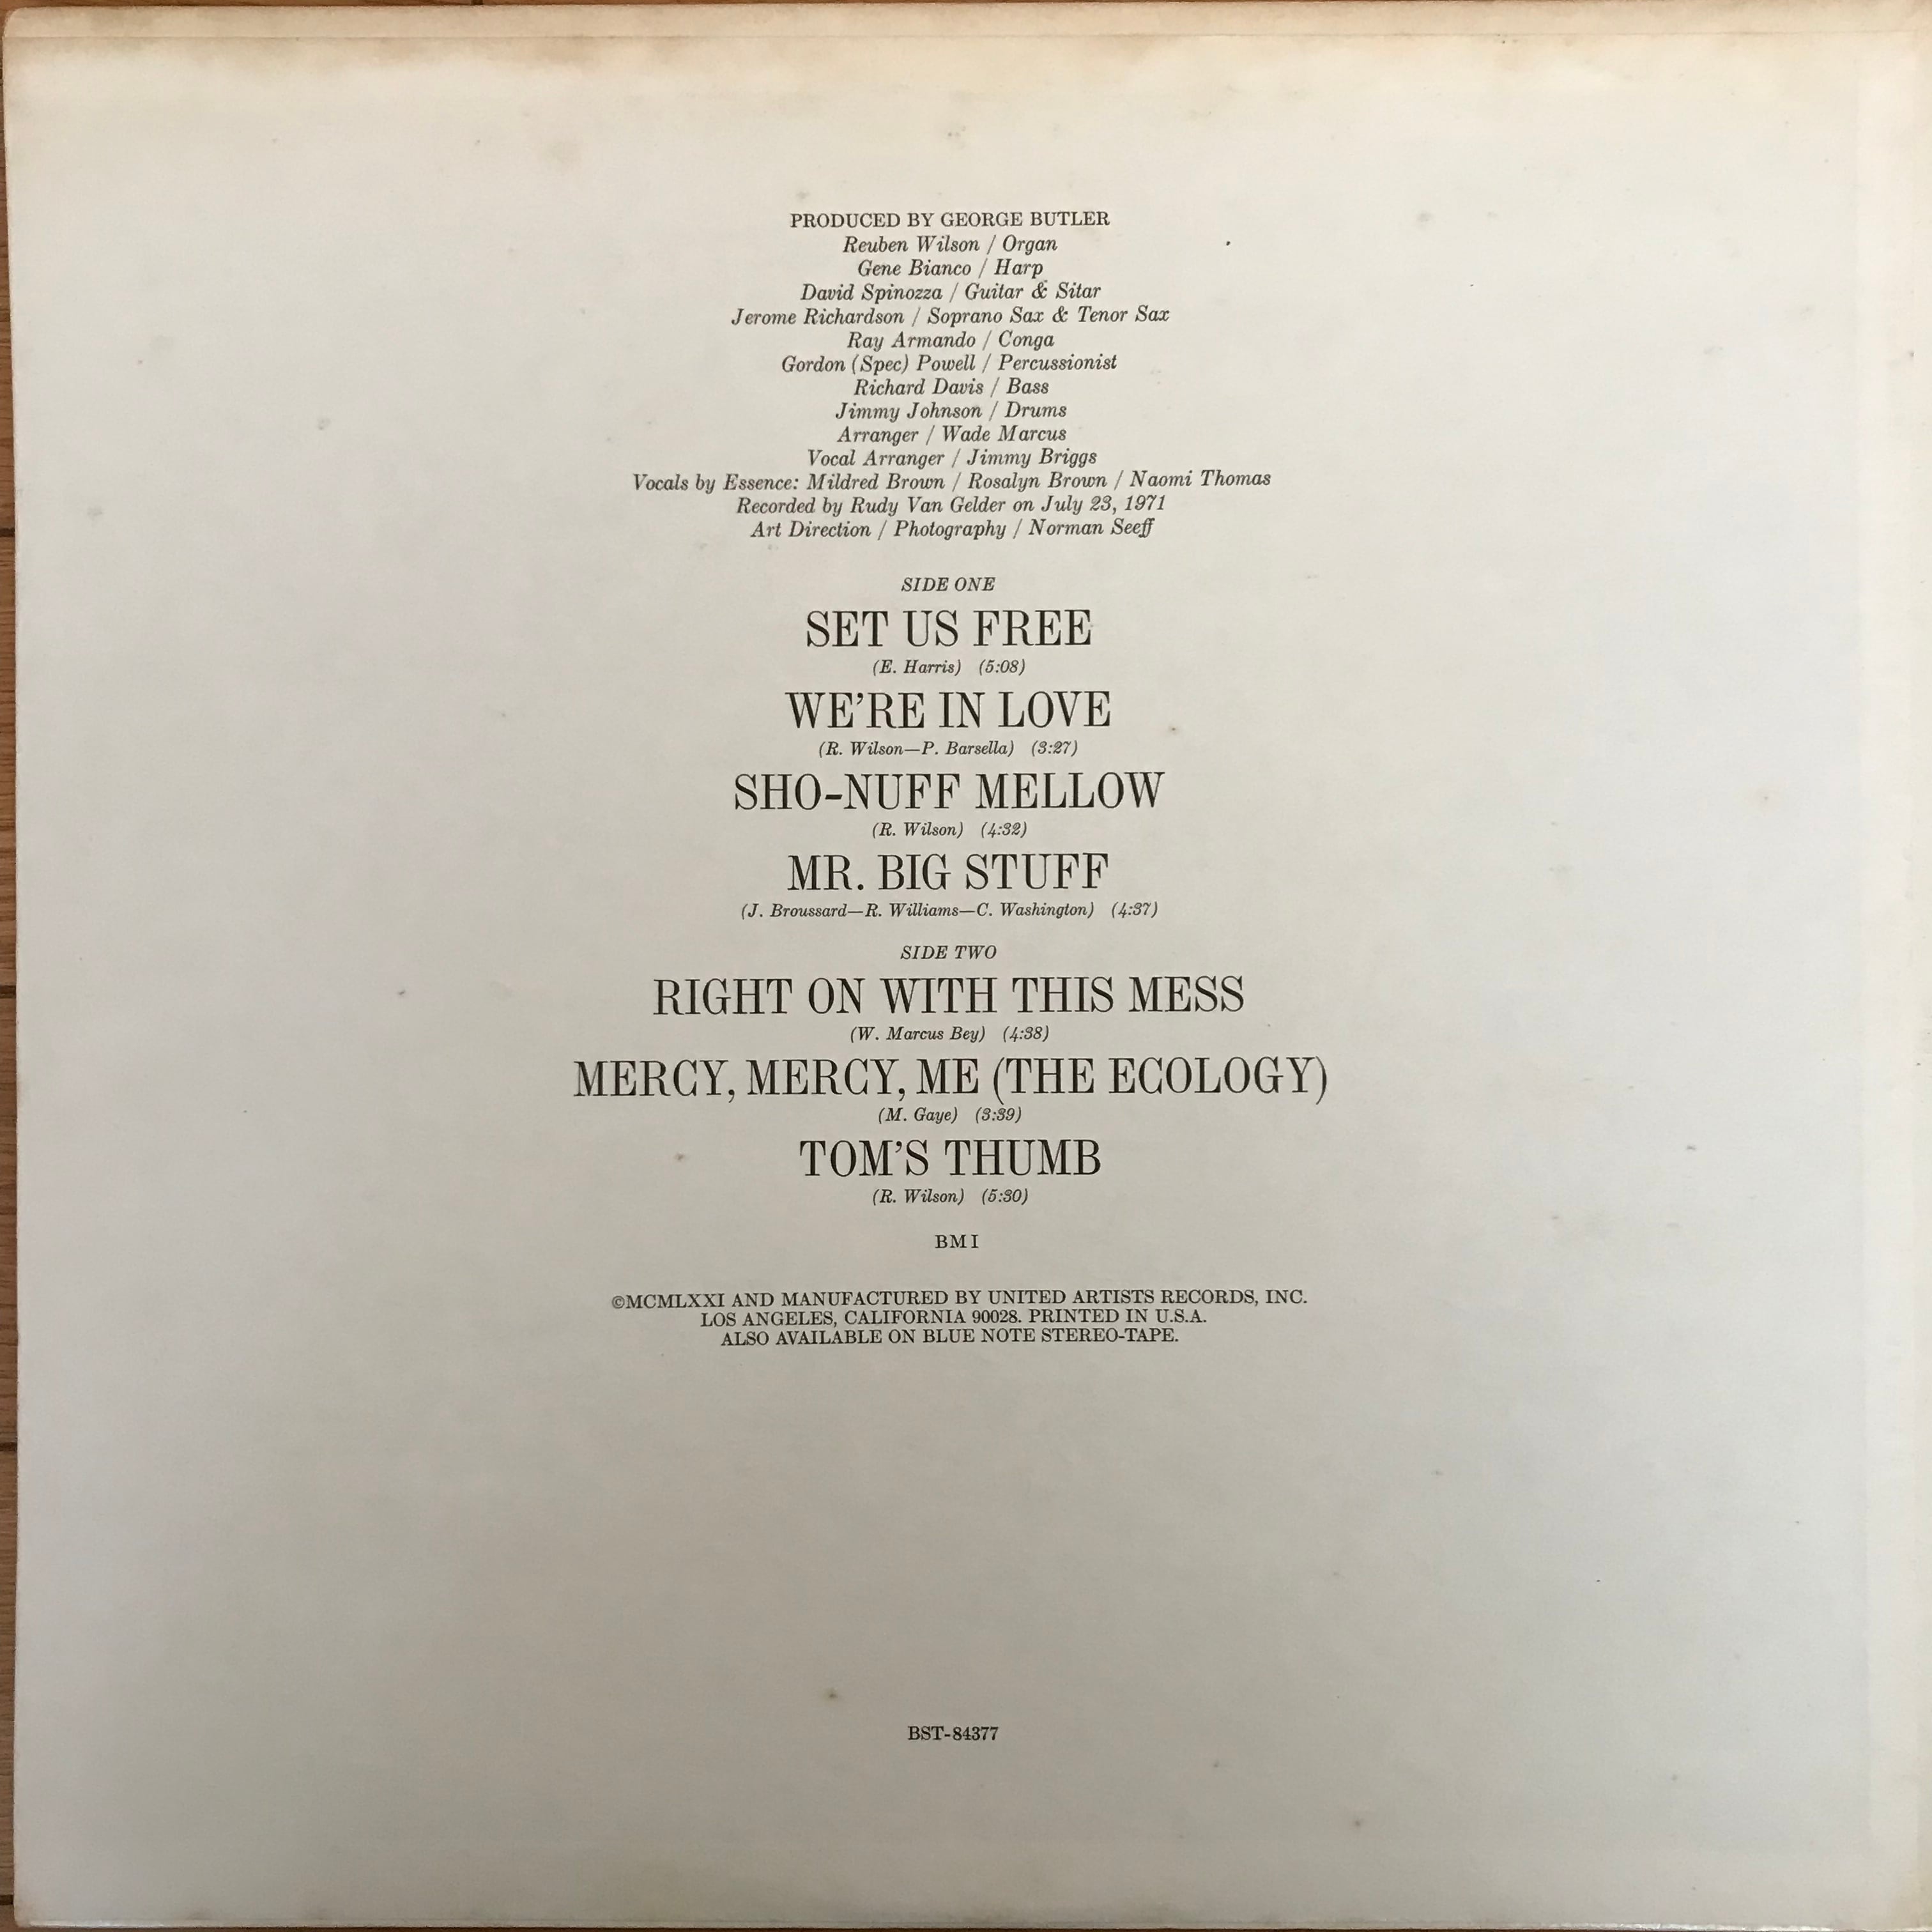 PRODUCED BY GEORGE BUTLER
Reuben Wilson / Organ
Gene Bianco / Harp
David Spinozza / Guitar & Sitar
Jerome Richardson / Soprano Sax & Tenor Sax
Ray Armando / Conga
Gordon (Spec) Powell / Percussionist
Richard Davis / Bass
Jimmy Johnson / Drums
Arranger / Wade Marcus
Vocal Arranger / Jimmy Briggs
Vocals by Essence: Mildred Brown / Rosalyn Brown / Naomi Thomas
Recorded by Rudy Van Gelder on July 23, 1971
Art Direction / Photography / Norman Seeff
SIDE ONE
SET US FREE
(E. Harris) (5:08)
WE'RE IN LOVE
(R. Wilson—P. Barsella) (3:27)
SHO-NUFF MELLOW
(R. Wilson) (4:32)
MR. BIG STUFF
(J. Broussard—R. Williams—C. Washington) (4:37)
SIDE TWO
RIGHT ON WITH THIS MESS
(W. Marcus Bey) (4:38)
MERCY, MERCY, ME (THE ECOLOGY)
(M. Gaye) (3:39)
TOM'S THUMB
(R. Wilson) (5:30)
BMI
©MCMLXXI AND MANUFACTURED BY UNITED ARTISTS RECORDS, INC.
LOS ANGELES, CALIFORNIA 90028. PRINTED IN U.S.A.
ALSO AVAILABLE ON BLUE NOTE STEREO-TAPE.
BST-84377